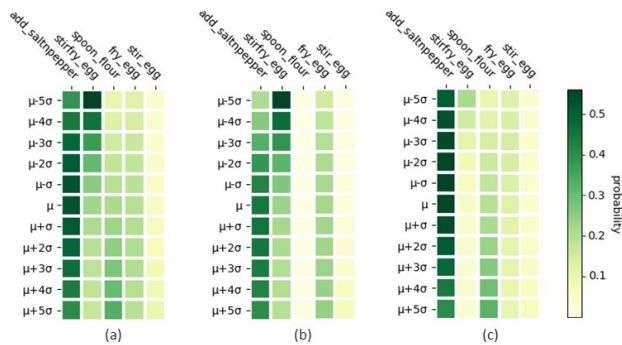 add_saltnpepper
stirfry_egg
spoon_flour
fry_egg
stir_egg
μ-5σ
μ-4σ
μ-3σ
μ-2σ
μ-σ
μ
μ+σ
μ+2σ
μ+3σ
μ+4σ
μ+5σ
(a)
add_saltnpepper
stirfry_egg
spoon_flour
fry_egg
stir_egg
μ-5σ
μ-4σ
μ-3σ
μ-2σ
μ-σ
μ
μ+σ
μ+2σ
μ+3σ
μ+4σ
μ+5σ
(b)
add_saltnpepper
stirfry_egg
spoon_flour
fry_egg
stir_egg
μ-5σ
μ-4σ
μ-3σ
μ-2σ
μ-σ
μ
μ+σ
μ+2σ
μ+3σ
μ+4σ
μ+5σ
(c)
0.5
0.4
0.3
0.2
0.1
probability